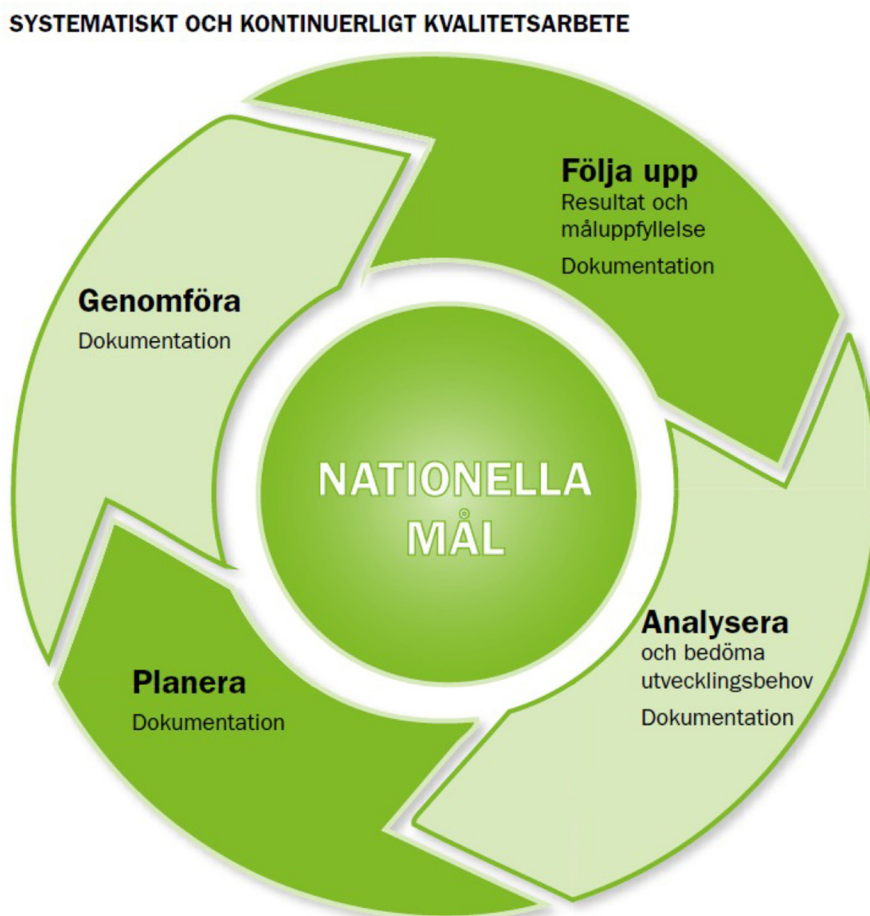 SYSTEMATISKT OCH KONTINUERLIGT KVALITETSARBETE
Följa upp
Resultat och
måluppfyllelse
Dokumentation
Genomföra
Dokumentation
NATIONELLA
MÅL
Analysera
och bedöma
utvecklingsbehov
Dokumentation
Planera
Dokumentation